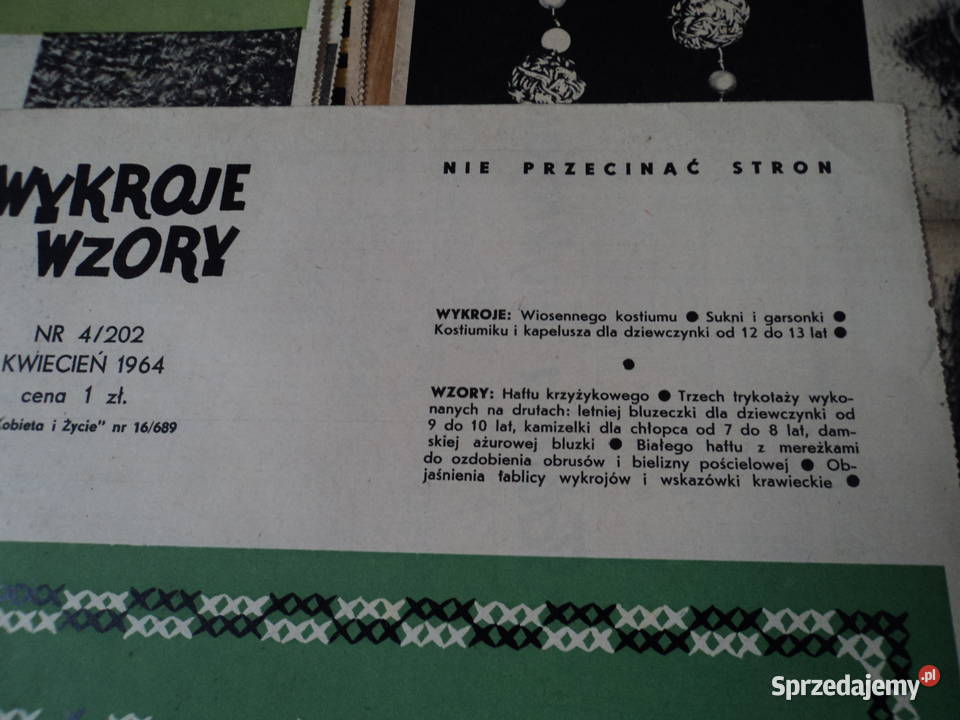 WYKROJE
WZORY
NR 4/202
KWIECIEŃ 1964
cena 1 zł.
i Życie" nr 16/689
NIE PRZECINAĆ STRON
WYKROJE: Wiosennego kostiumu ● Sukni i garsonki ●
Kostiumiku i kapelusza dla dziewczynki od 12 do 13 lat ●
●
WZORY: Haftu krzyżykowego ● Trzech trykotaży wyko-
nanych na drutach: letniej bluzeczki dla dziewczynki od
9 do 10 lat, kamizelki dla chłopca od 7 do 8 lat, dam-
skiej ażurowej bluzki ● Białego haftu z mereżkami
do ozdobienia obrusów i bielizny pościelowej ● Ob-
jaśnienia tablicy wykrojów i wskazówki krawieckie ●
Sprzedajemy.pl